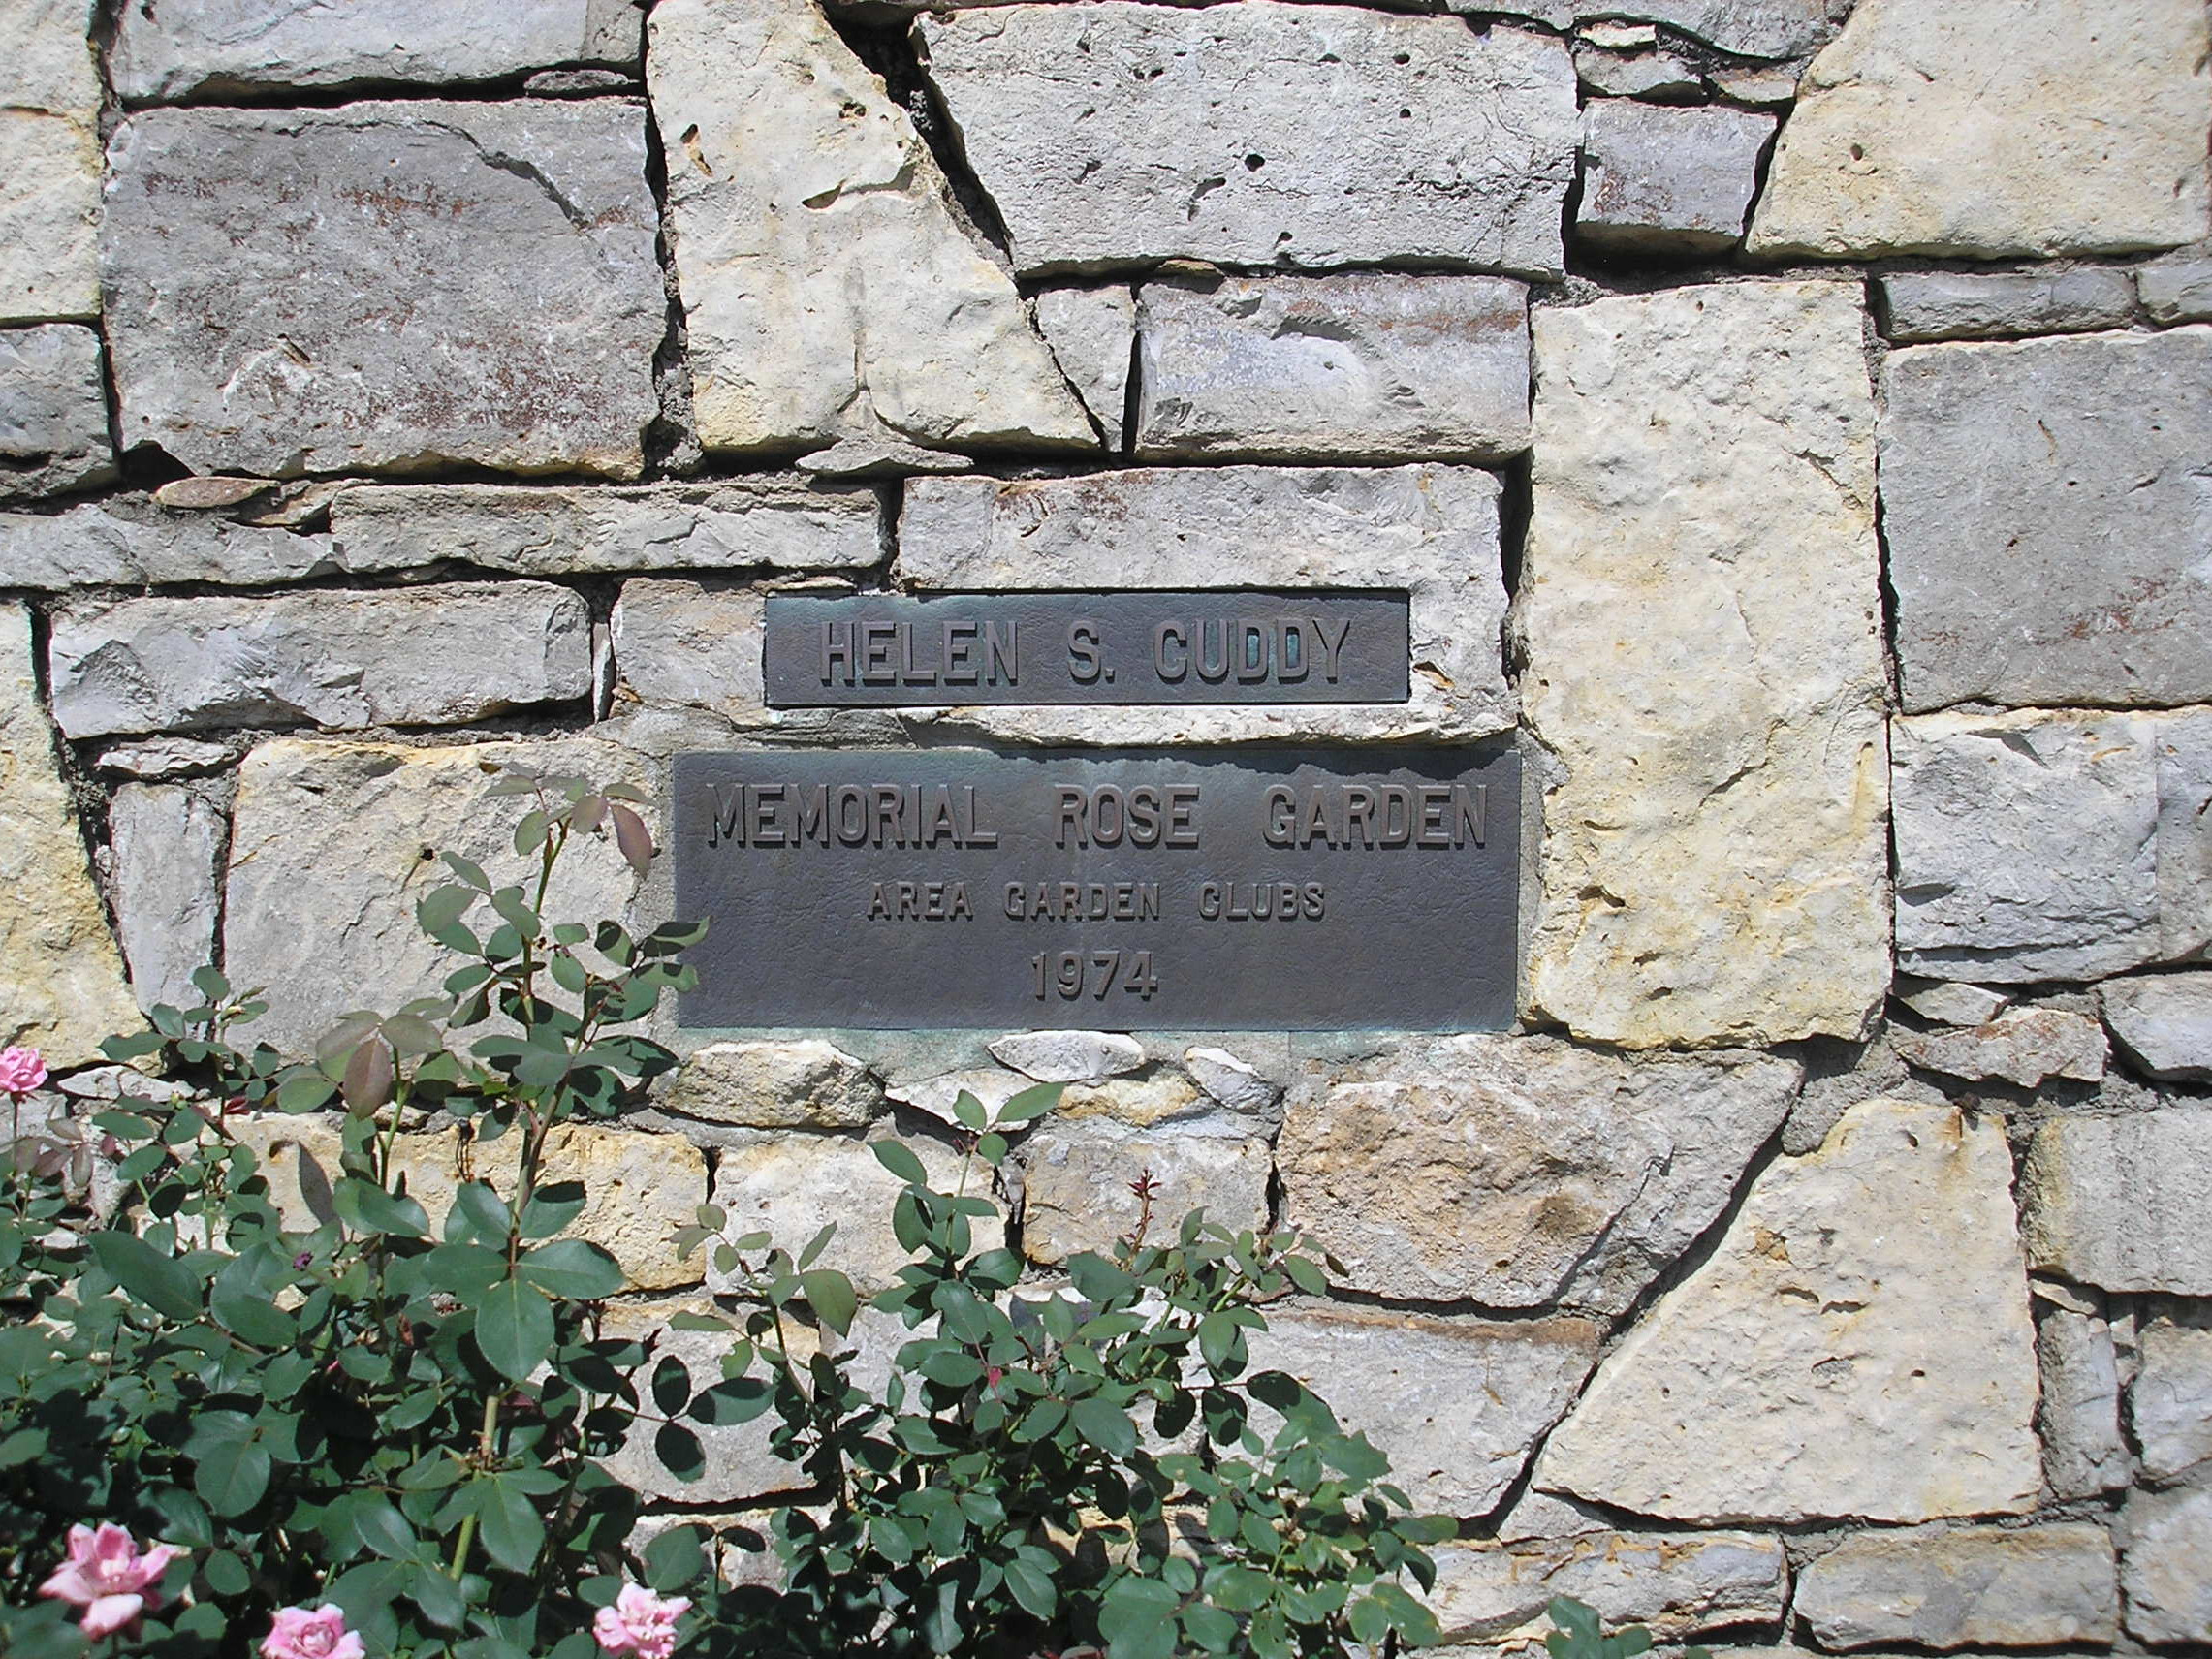 HELEN S. CUDDY
MEMORIAL ROSE GARDEN
AREA GARDEN CLUBS
1974